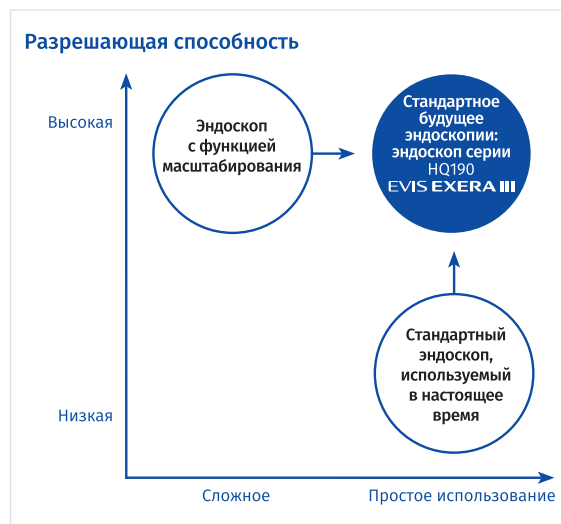 Разрешающая способность
Высокая
Эндоскоп
с функцией
масштабирования
Стандартное
будущее
эндоскопии:
эндоскоп серии
HQ190
EVIS EXERA III
Стандартный
эндоскоп,
используемый
в настоящее
время
Низкая
Сложное
Простое использование